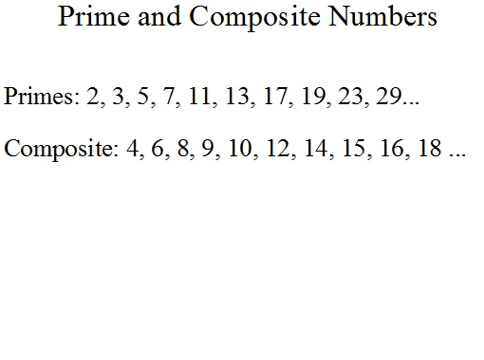 Prime and Composite Numbers
Primes: 2, 3, 5, 7, 11, 13, 17, 19, 23, 29...
Composite: 4, 6, 8, 9, 10, 12, 14, 15, 16, 18 ...